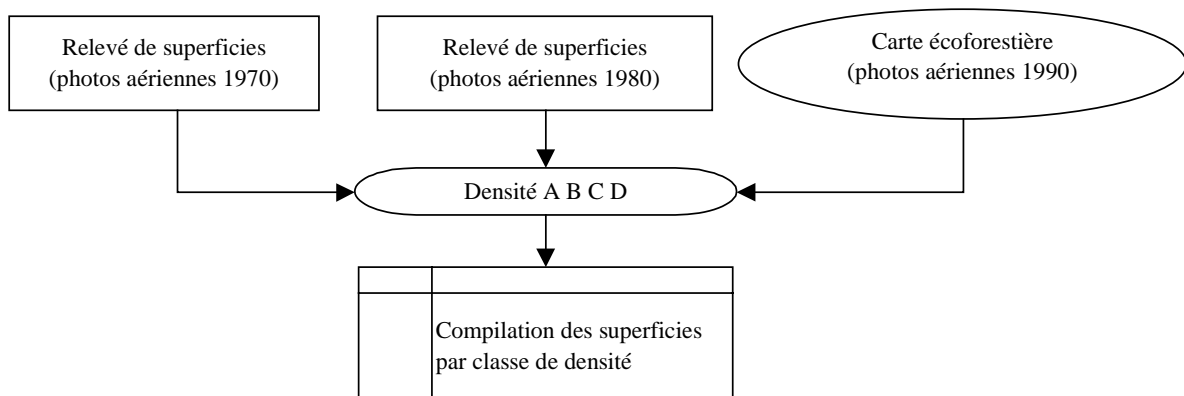 Relevé de superficies
(photos aériennes 1970)
Relevé de superficies
(photos aériennes 1980)
Carte écoforestière
(photos aériennes 1990)
Densité A B C D
Compilation des superficies
par classe de densité